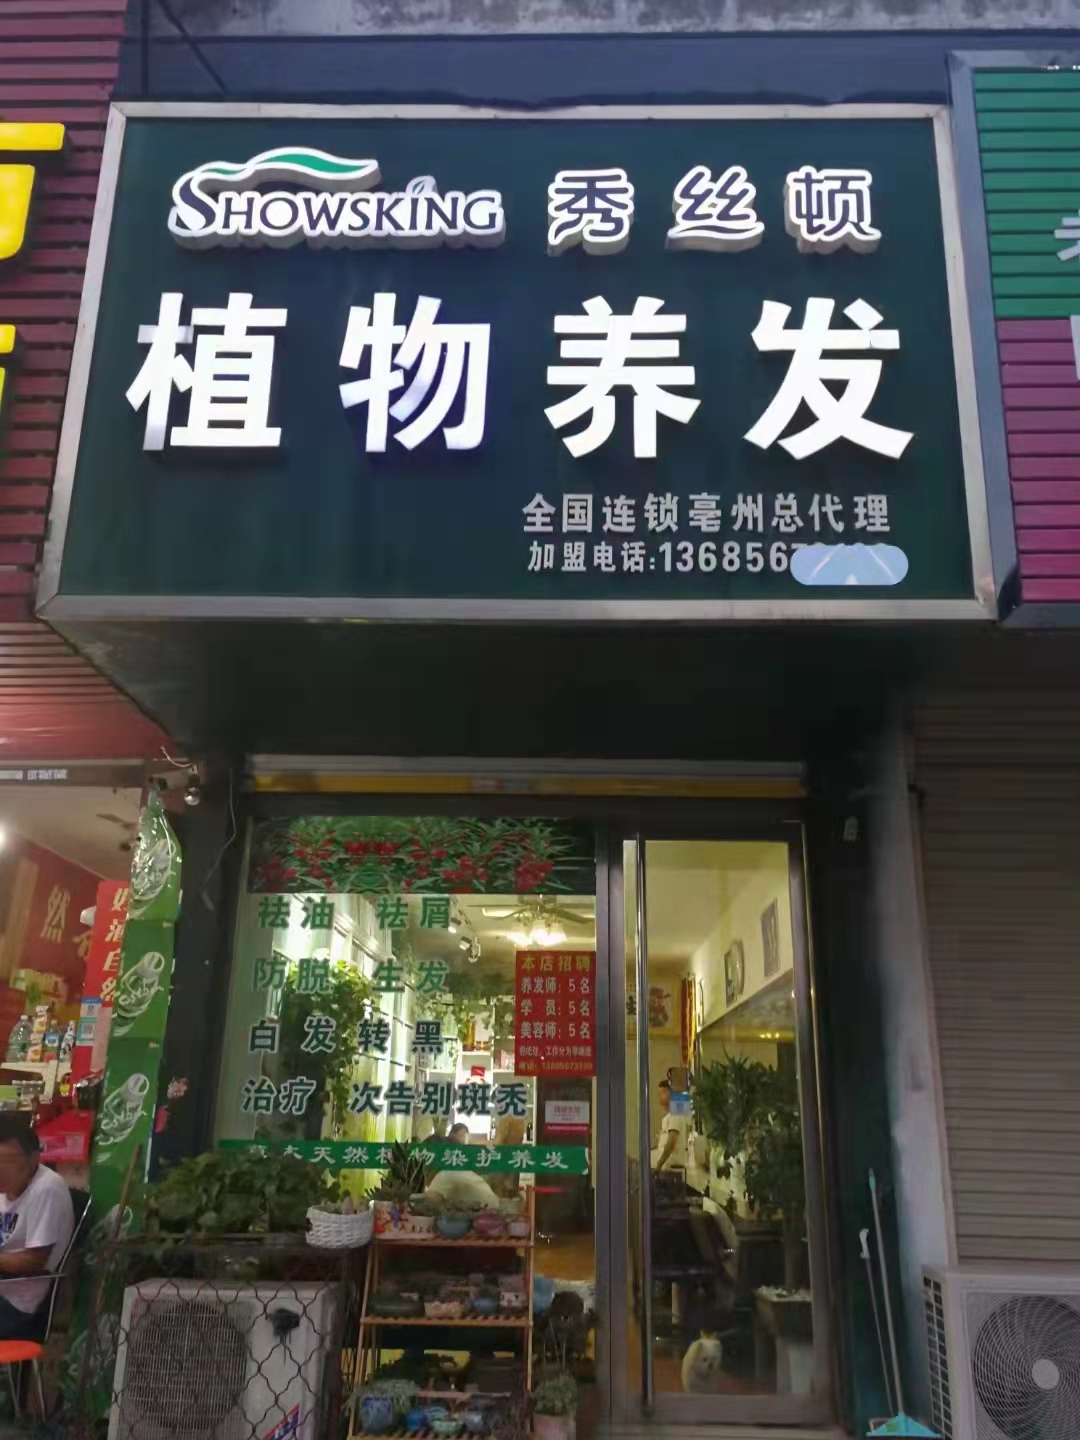 SHOWSKING 秀丝顿
植物养发
全国连锁亳州总代理
加盟电话:136856
祛油 祛屑
防脱 生发
白发转黑
治疗 次告别斑秃
天然植物染护养发
本店招聘
养发师:5名
学 员:5名
美容师:5名
然